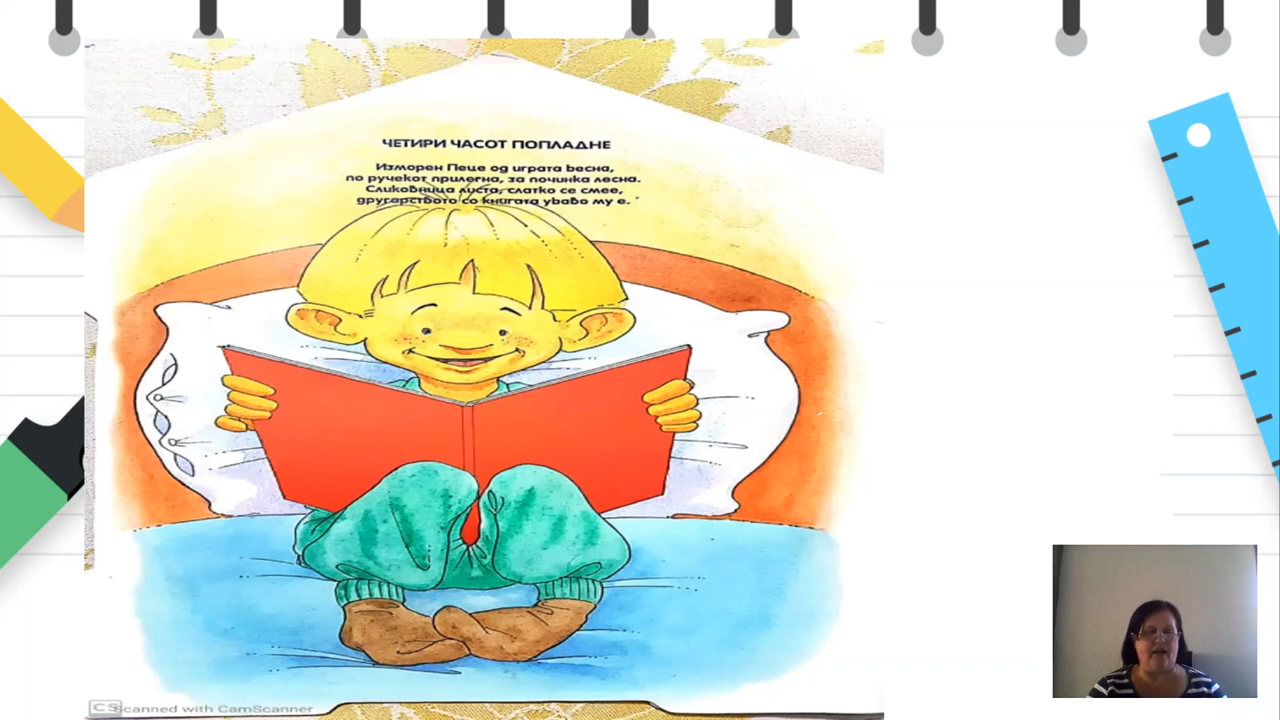 ЧЕТИРИ ЧАСОТ ПОПЛАДНЕ
Изморен Пеце од играта весна,
по ручекот прилегна, за починка лесна.
Сликовница листа, слатко се смее,
другарството со книгата убаво му е.
CS Scanned with CamScanner